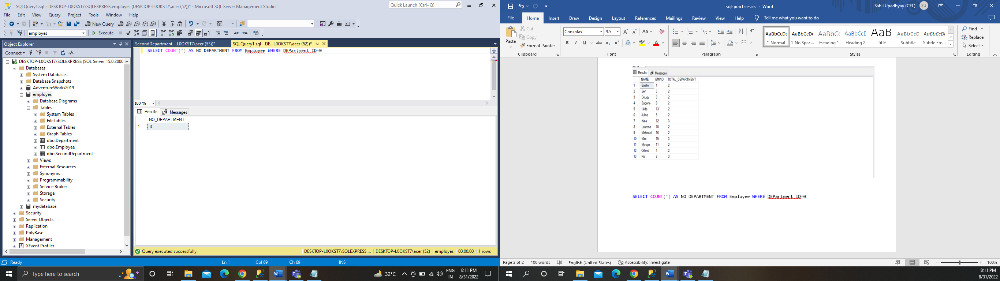 SQLQuery1.sql - DESKTOP-L0OKST7\SQLEXPRESS.employes (DESKTOP-L0OKST7\acer (52))* - Microsoft SQL Server Management Studio
Quick Launch (Ctrl+Q)
File Edit View Query Project Tools Window Help
New Query
MDX DMX XMLA DAX
employes Execute
Object Explorer
Connect
DESKTOP-L0OKST7\SQLEXPRESS (SQL Server 15.0.2000
Databases
System Databases
Database Snapshots
AdventureWorks2019
employes
Database Diagrams
Tables
System Tables
FileTables
External Tables
Graph Tables
dbo.Department
dbo.Employee
dbo.SecondDepartment
Views
External Resources
Synonyms
Programmability
Service Broker
Storage
Security
mydatabase
Security
Server Objects
Replication
PolyBase
Management
XEvent Profiler
SecondDepartment....L0OKST7\acer (53))*
SQLQuery1.sql - DE...L0OKST7\acer (52))*
SELECT COUNT(*) AS NO_DEPARTMENT FROM Employee WHERE DEPartment_ID=0
100 %
Results Messages
NO_DEPARTMENT
1 3
Query executed successfully.
DESKTOP-L0OKST7\SQLEXPRESS ... DESKTOP-L0OKST7\acer (52) employes 00:00:00 1 rows
Ready Ln 1 Col 69 Ch 69 INS
Type here to search
32°C
ENG
IN
8:11 PM
8/31/2022
sql-practise-ass - Word
Sahil Upadhyay (CEL) SU
File Home Insert Draw Design Layout References Mailings Review View Help Tell me what you want to do
Paste
Cut
Copy
Format Painter
Clipboard
Consolas 9.5
Font
Paragraph
AaBbCcDc AaBbCcDc AaBbCc AaBbCcD AaB AaBbCcD AaBbCcDc
¶ Normal ¶ No Spac... Heading 1 Heading 2 Title Subtitle Subtle Em...
Styles
Find
Replace
Select
Editing
Results Messages
NAME EMPID TOTAL_DEPARTMENT
1 Basilio 1 2
2 Ben 3 2
3 Dougy 8 2
4 Eugene 9 2
5 Hilda 13 2
6 Juline 5 2
7 Kata 12 3
8 Laurena 10 2
9 Mahmud 16 2
10 Max 15 3
11 Myrvyn 11 2
12 Orland 4 2
13 Roi 2 3
SELECT COUNT(*) AS NO_DEPARTMENT FROM Employee WHERE DEPartment_ID=0
Page 2 of 2 100 words English (United States) Accessibility: Investigate
100%
8:11 PM
8/31/2022